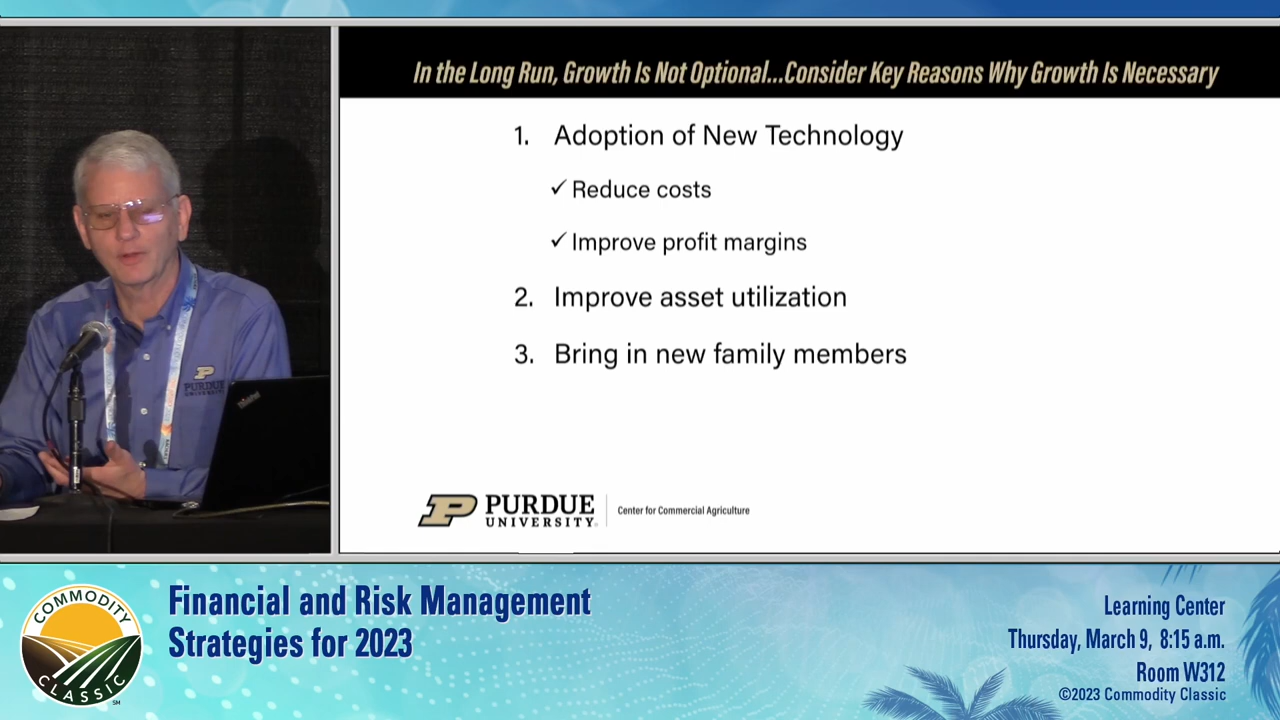 In the Long Run, Growth Is Not Optional...Consider Key Reasons Why Growth Is Necessary
1. Adoption of New Technology
✓ Reduce costs
✓ Improve profit margins
2. Improve asset utilization
3. Bring in new family members
PURDUE
UNIVERSITY®
Center for Commercial Agriculture
P
PURDUE
UNIVERSITY
ThinkPad
COMMODITY
CLASSIC
SM
Financial and Risk Management
Strategies for 2023
Learning Center
Thursday, March 9, 8:15 a.m.
Room W312
©2023 Commodity Classic